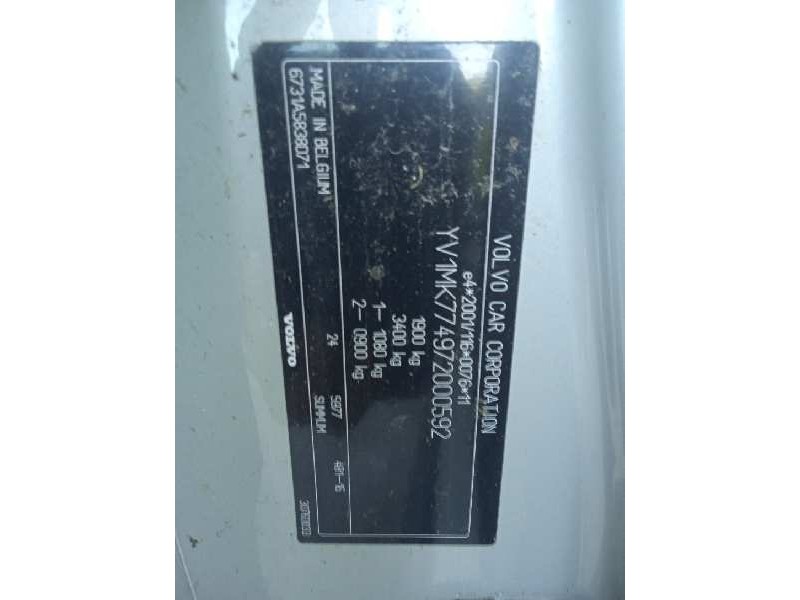 VOLVO CAR CORPORATION
e4*2001/116*0076*11
YV1MK774972000592
1900 kg
3400 kg
1- 1080 kg
2- 0900 kg
MADE IN BELGIUM
6731A5838071
VOLVO
24
SUMMUM